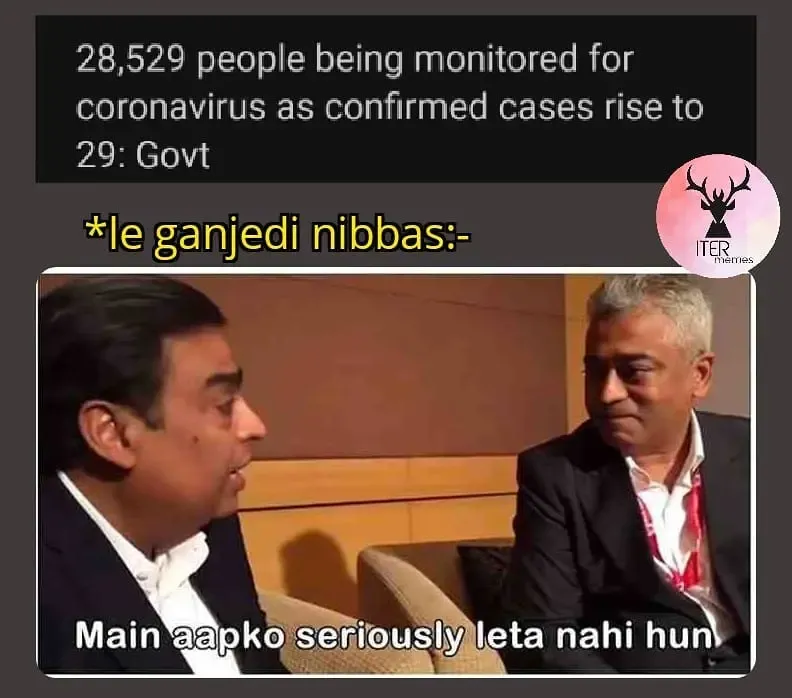 28,529 people being monitored for
coronavirus as confirmed cases rise to
29: Govt
ITER
memes
*le ganjedi nibbas:-
Main aapko seriously leta nahi hun